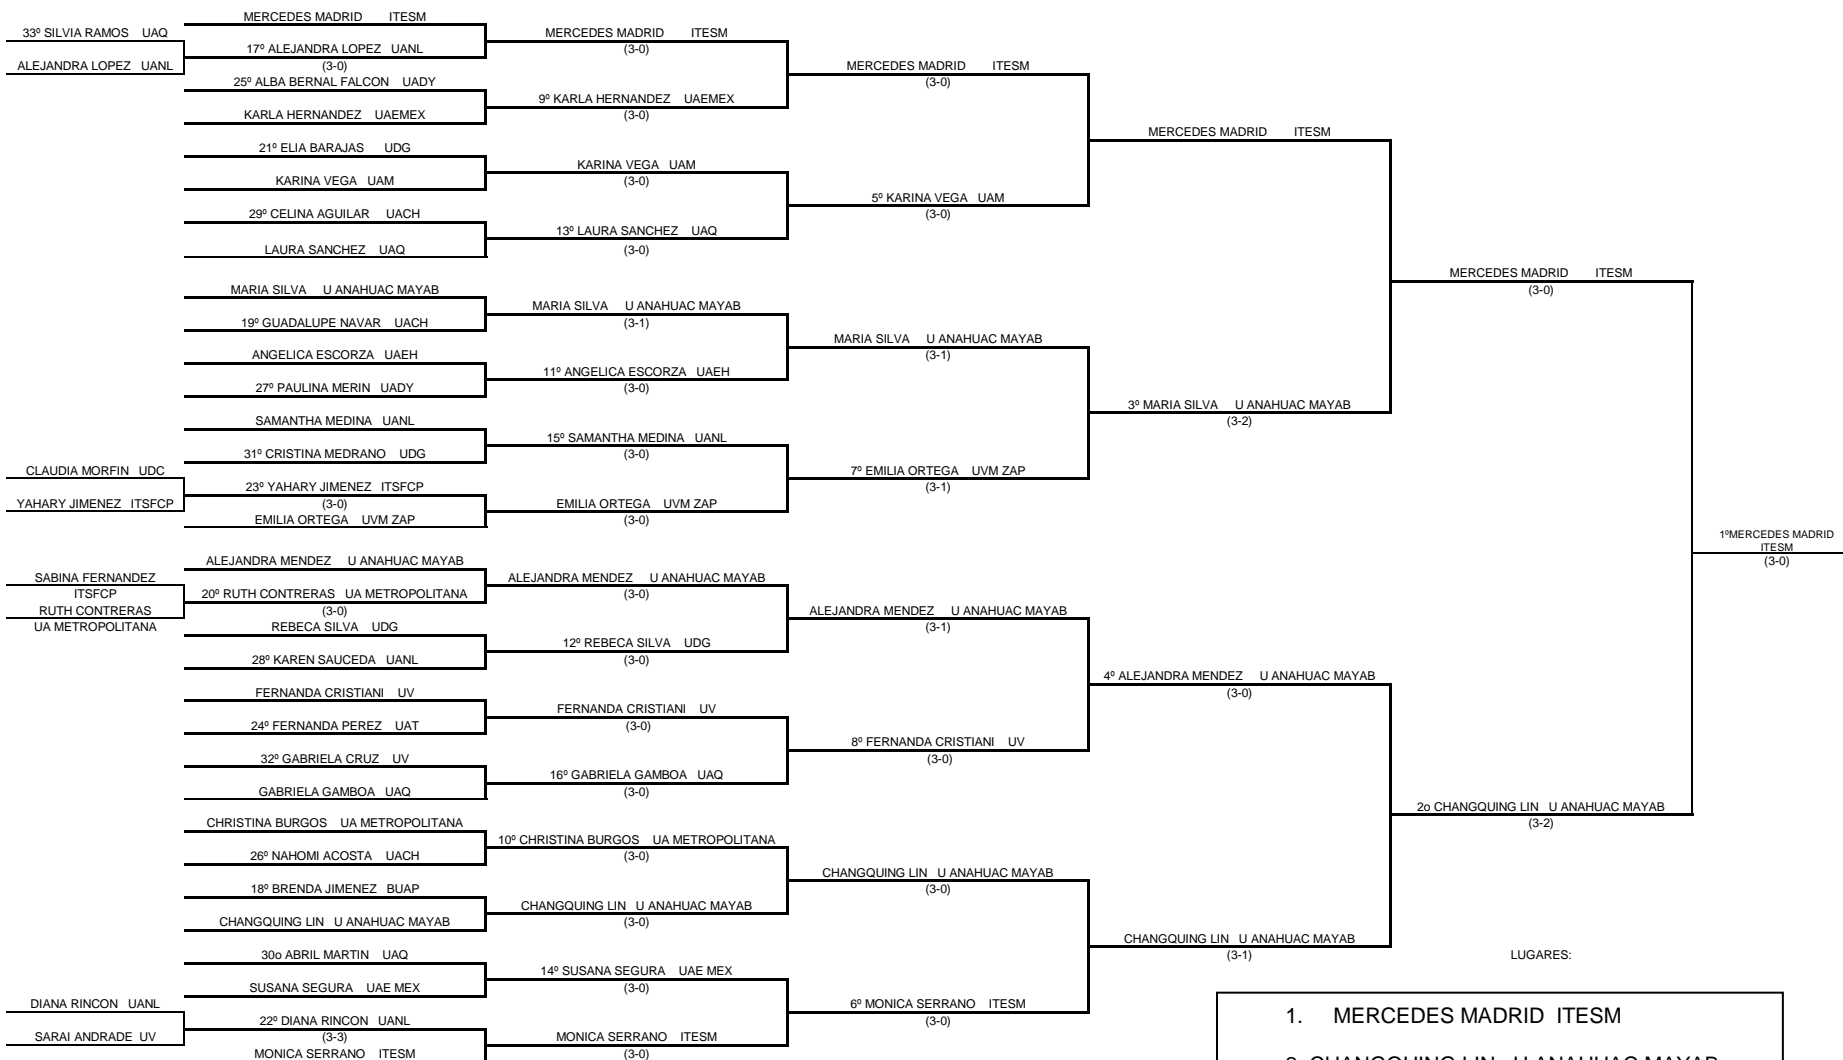 33º SILVIA RAMOS UAQ
ALEJANDRA LOPEZ UANL
CLAUDIA MORFIN UDC
YAHARY JIMENEZ ITSFCP
SABINA FERNANDEZ
ITSFCP
RUTH CONTRERAS
UA METROPOLITANA
DIANA RINCON UANL
SARAI ANDRADE UV
MERCEDES MADRID ITESM
17º ALEJANDRA LOPEZ UANL
(3-0)
25º ALBA BERNAL FALCON UADY
KARLA HERNANDEZ UAEMEX
21º ELIA BARAJAS UDG
KARINA VEGA UAM
29º CELINA AGUILAR UACH
LAURA SANCHEZ UAQ
MARIA SILVA U ANAHUAC MAYAB
19º GUADALUPE NAVAR UACH
ANGELICA ESCORZA UAEH
27º PAULINA MERIN UADY
SAMANTHA MEDINA UANL
31º CRISTINA MEDRANO UDG
23º YAHARY JIMENEZ ITSFCP
(3-0)
EMILIA ORTEGA UVM ZAP
ALEJANDRA MENDEZ U ANAHUAC MAYAB
20º RUTH CONTRERAS UA METROPOLITANA
(3-0)
REBECA SILVA UDG
28º KAREN SAUCEDA UANL
FERNANDA CRISTIANI UV
24º FERNANDA PEREZ UAT
32º GABRIELA CRUZ UV
GABRIELA GAMBOA UAQ
CHRISTINA BURGOS UA METROPOLITANA
26º NAHOMI ACOSTA UACH
18º BRENDA JIMENEZ BUAP
CHANGQUING LIN U ANAHUAC MAYAB
30o ABRIL MARTIN UAQ
SUSANA SEGURA UAE MEX
22º DIANA RINCON UANL
(3-3)
MONICA SERRANO ITESM
MERCEDES MADRID ITESM
(3-0)
9º KARLA HERNANDEZ UAEMEX
(3-0)
KARINA VEGA UAM
(3-0)
13º LAURA SANCHEZ UAQ
(3-0)
MARIA SILVA U ANAHUAC MAYAB
(3-1)
11º ANGELICA ESCORZA UAEH
(3-0)
15º SAMANTHA MEDINA UANL
(3-0)
EMILIA ORTEGA UVM ZAP
(3-0)
ALEJANDRA MENDEZ U ANAHUAC MAYAB
(3-0)
12º REBECA SILVA UDG
(3-0)
FERNANDA CRISTIANI UV
(3-0)
16º GABRIELA GAMBOA UAQ
(3-0)
10º CHRISTINA BURGOS UA METROPOLITANA
(3-0)
CHANGQUING LIN U ANAHUAC MAYAB
(3-0)
14º SUSANA SEGURA UAE MEX
(3-0)
MONICA SERRANO ITESM
(3-0)
MERCEDES MADRID ITESM
(3-0)
5º KARINA VEGA UAM
(3-0)
MARIA SILVA U ANAHUAC MAYAB
(3-1)
7º EMILIA ORTEGA UVM ZAP
(3-1)
ALEJANDRA MENDEZ U ANAHUAC MAYAB
(3-1)
8º FERNANDA CRISTIANI UV
(3-0)
CHANGQUING LIN U ANAHUAC MAYAB
(3-0)
6º MONICA SERRANO ITESM
(3-0)
MERCEDES MADRID ITESM
3º MARIA SILVA U ANAHUAC MAYAB
(3-2)
4º ALEJANDRA MENDEZ U ANAHUAC MAYAB
(3-0)
CHANGQUING LIN U ANAHUAC MAYAB
(3-1)
MERCEDES MADRID ITESM
(3-0)
2o CHANGQUING LIN U ANAHUAC MAYAB
(3-2)
1ºMERCEDES MADRID
ITESM
(3-0)
LUGARES:
1. MERCEDES MADRID ITESM
2. CHANGQUING LIN U ANAHUAC MAYAB